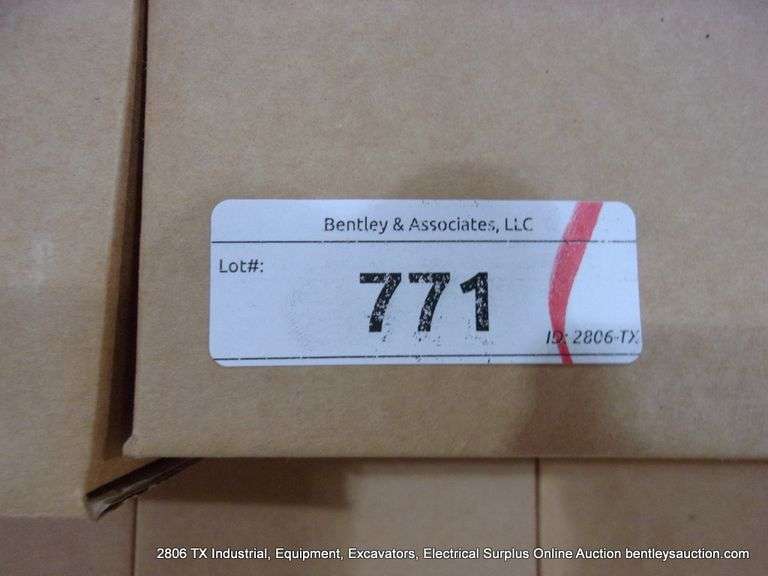 Bentley & Associates, LLC
Lot#:
771
ID: 2806-TX
2806 TX Industrial, Equipment, Excavators, Electrical Surplus Online Auction bentleysauction.com